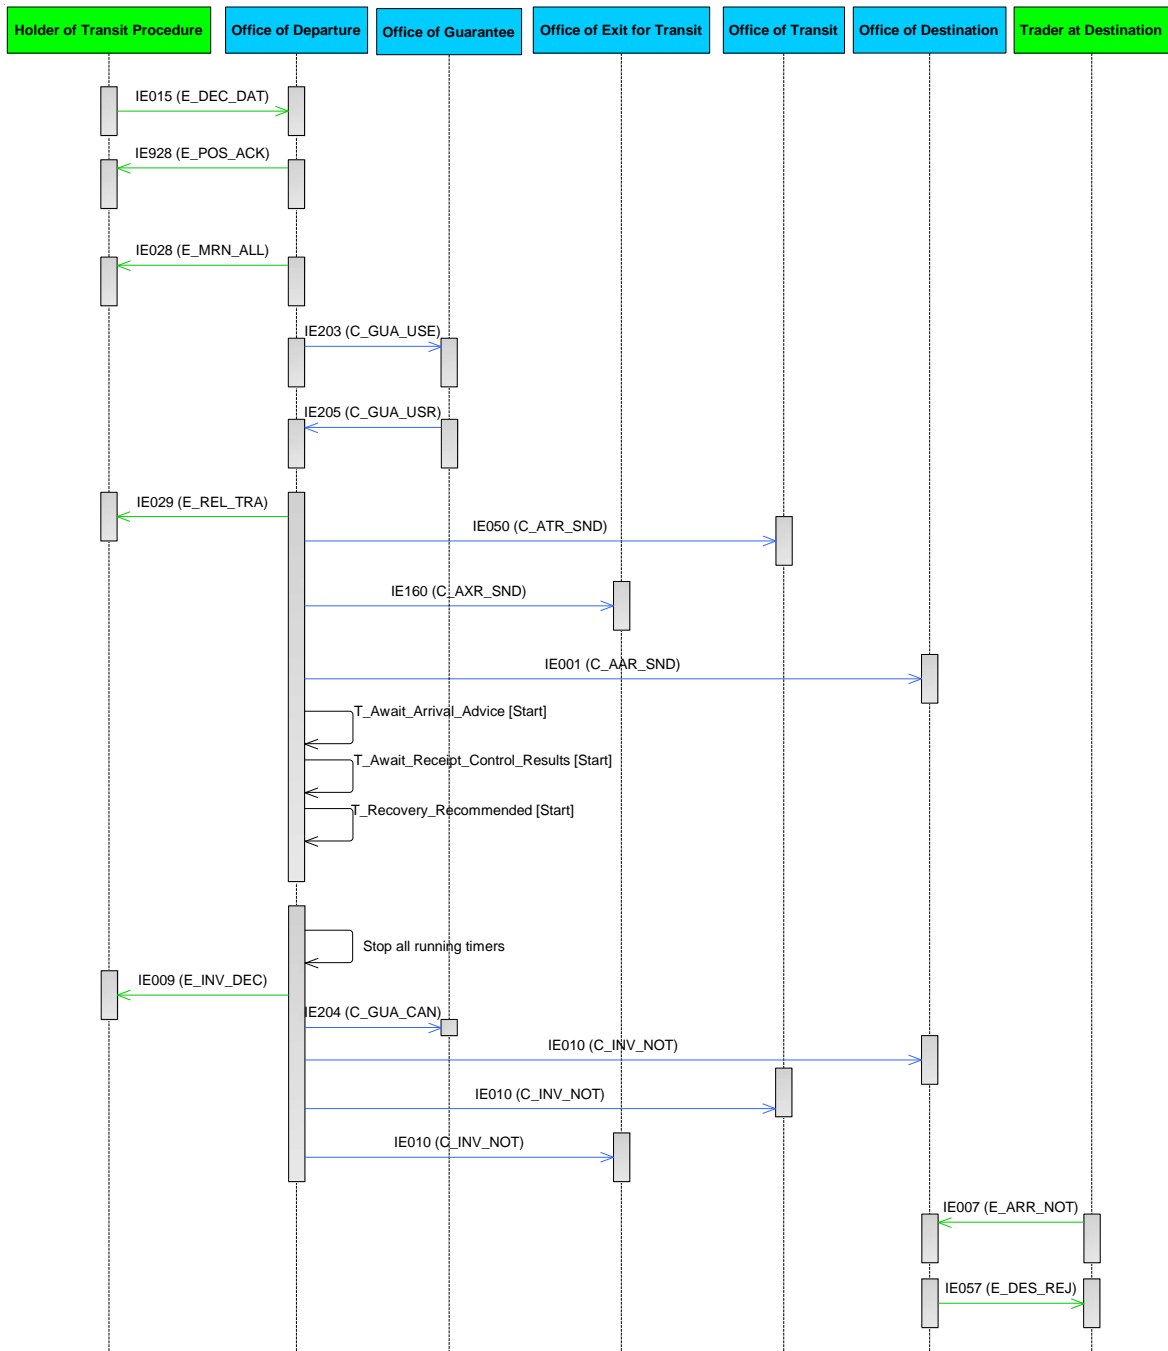 Holder of Transit Procedure
Office of Departure
Office of Guarantee
Office of Exit for Transit
Office of Transit
Office of Destination
Trader at Destination
IE015 (E_DEC_DAT)
IE928 (E_POS_ACK)
IE028 (E_MRN_ALL)
IE203 (C_GUA_USE)
IE205 (C_GUA_USR)
IE029 (E_REL_TRA)
IE050 (C_ATR_SND)
IE160 (C_AXR_SND)
IE001 (C_AAR_SND)
T_Await_Arrival_Advice [Start]
T_Await_Receipt_Control_Results [Start]
T_Recovery_Recommended [Start]
Stop all running timers
IE009 (E_INV_DEC)
IE204 (C_GUA_CAN)
IE010 (C_INV_NOT)
IE010 (C_INV_NOT)
IE010 (C_INV_NOT)
IE007 (E_ARR_NOT)
IE057 (E_DES_REJ)